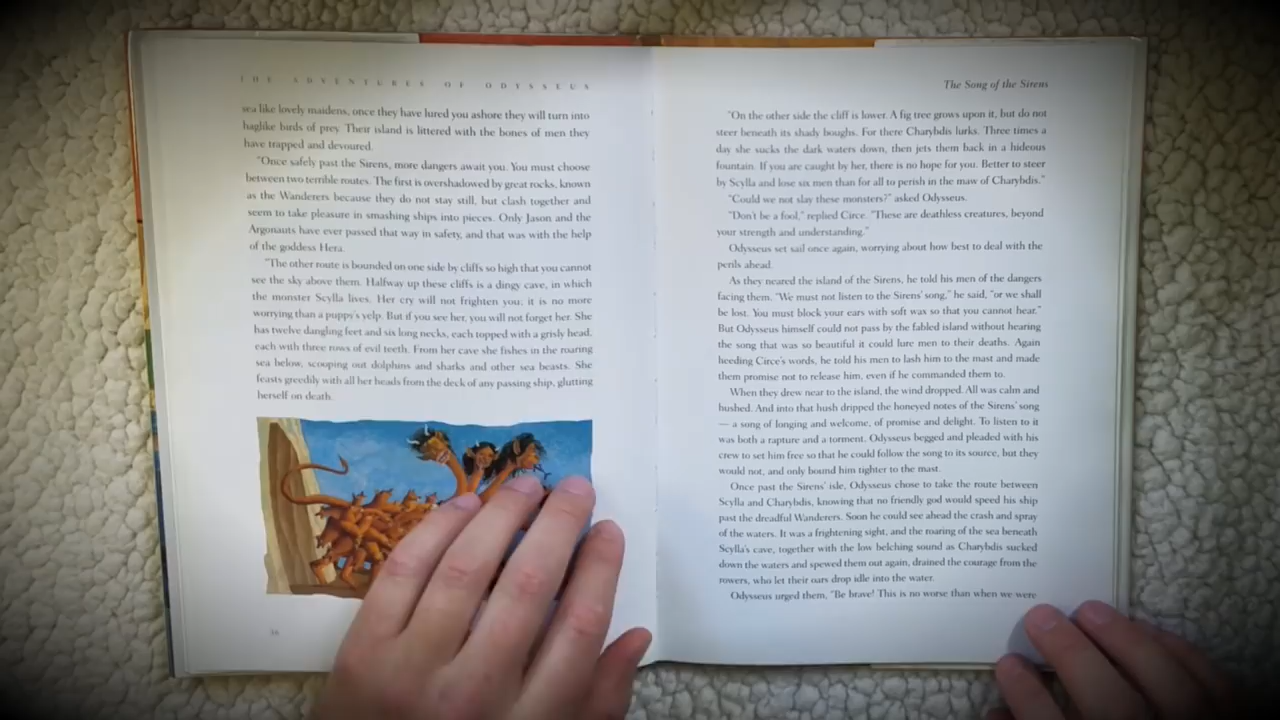 THE ADVENTURES OF ODYSSEUS
sea like lovely maidens, once they have lured you ashore they will turn into
haglike birds of prey. Their island is littered with the bones of men they
have trapped and devoured.
"Once safely past the Sirens, more dangers await you. You must choose
between two terrible routes. The first is overshadowed by great rocks, known
as the Wanderers because they do not stay still, but clash together and
seem to take pleasure in smashing ships into pieces. Only Jason and the
Argonauts have ever passed that way in safety, and that was with the help
of the goddess Hera.
"The other route is bounded on one side by cliffs so high that you cannot
see the sky above them. Halfway up these cliffs is a dingy cave, in which
the monster Scylla lives. Her cry will not frighten you; it is no more
worrying than a puppy's yelp. But if you see her, you will not forget her. She
has twelve dangling feet and six long necks, each topped with a grisly head,
each with three rows of evil teeth. From her cave she fishes in the roaring
sea below, scooping out dolphins and sharks and other sea beasts. She
feasts greedily with all her heads from the deck of any passing ship, glutting
herself on death.
The Song of the Sirens
"On the other side the cliff is lower. A fig tree grows upon it, but do not
steer beneath its shady boughs. For there Charybdis lurks. Three times a
day she sucks the dark waters down, then jets them back in a hideous
fountain. If you are caught by her, there is no hope for you. Better to steer
by Scylla and lose six men than for all to perish in the maw of Charybdis."
"Could we not slay these monsters?" asked Odysseus.
"Don't be a fool," replied Circe. "These are deathless creatures, beyond
your strength and understanding."
Odysseus set sail once again, worrying about how best to deal with the
perils ahead.
As they neared the island of the Sirens, he told his men of the dangers
facing them. "We must not listen to the Sirens' song," he said, "or we shall
be lost. You must block your ears with soft wax so that you cannot hear."
But Odysseus himself could not pass by the fabled island without hearing
the song that was so beautiful it could lure men to their deaths. Again
heeding Circe's words, he told his men to lash him to the mast and made
them promise not to release him, even if he commanded them to.
When they drew near to the island, the wind dropped. All was calm and
hushed. And into that hush dripped the honeyed notes of the Sirens' song
— a song of longing and welcome, of promise and delight. To listen to it
was both a rapture and a torment. Odysseus begged and pleaded with his
crew to set him free so that he could follow the song to its source, but they
would not, and only bound him tighter to the mast.
Once past the Sirens' isle, Odysseus chose to take the route between
Scylla and Charybdis, knowing that no friendly god would speed his ship
past the dreadful Wanderers. Soon he could see ahead the crash and spray
of the waters. It was a frightening sight, and the roaring of the sea beneath
Scylla's cave, together with the low belching sound as Charybdis sucked
down the waters and spewed them out again, drained the courage from the
rowers, who let their oars drop idle into the water.
Odysseus urged them, "Be brave! This is no worse than when we were